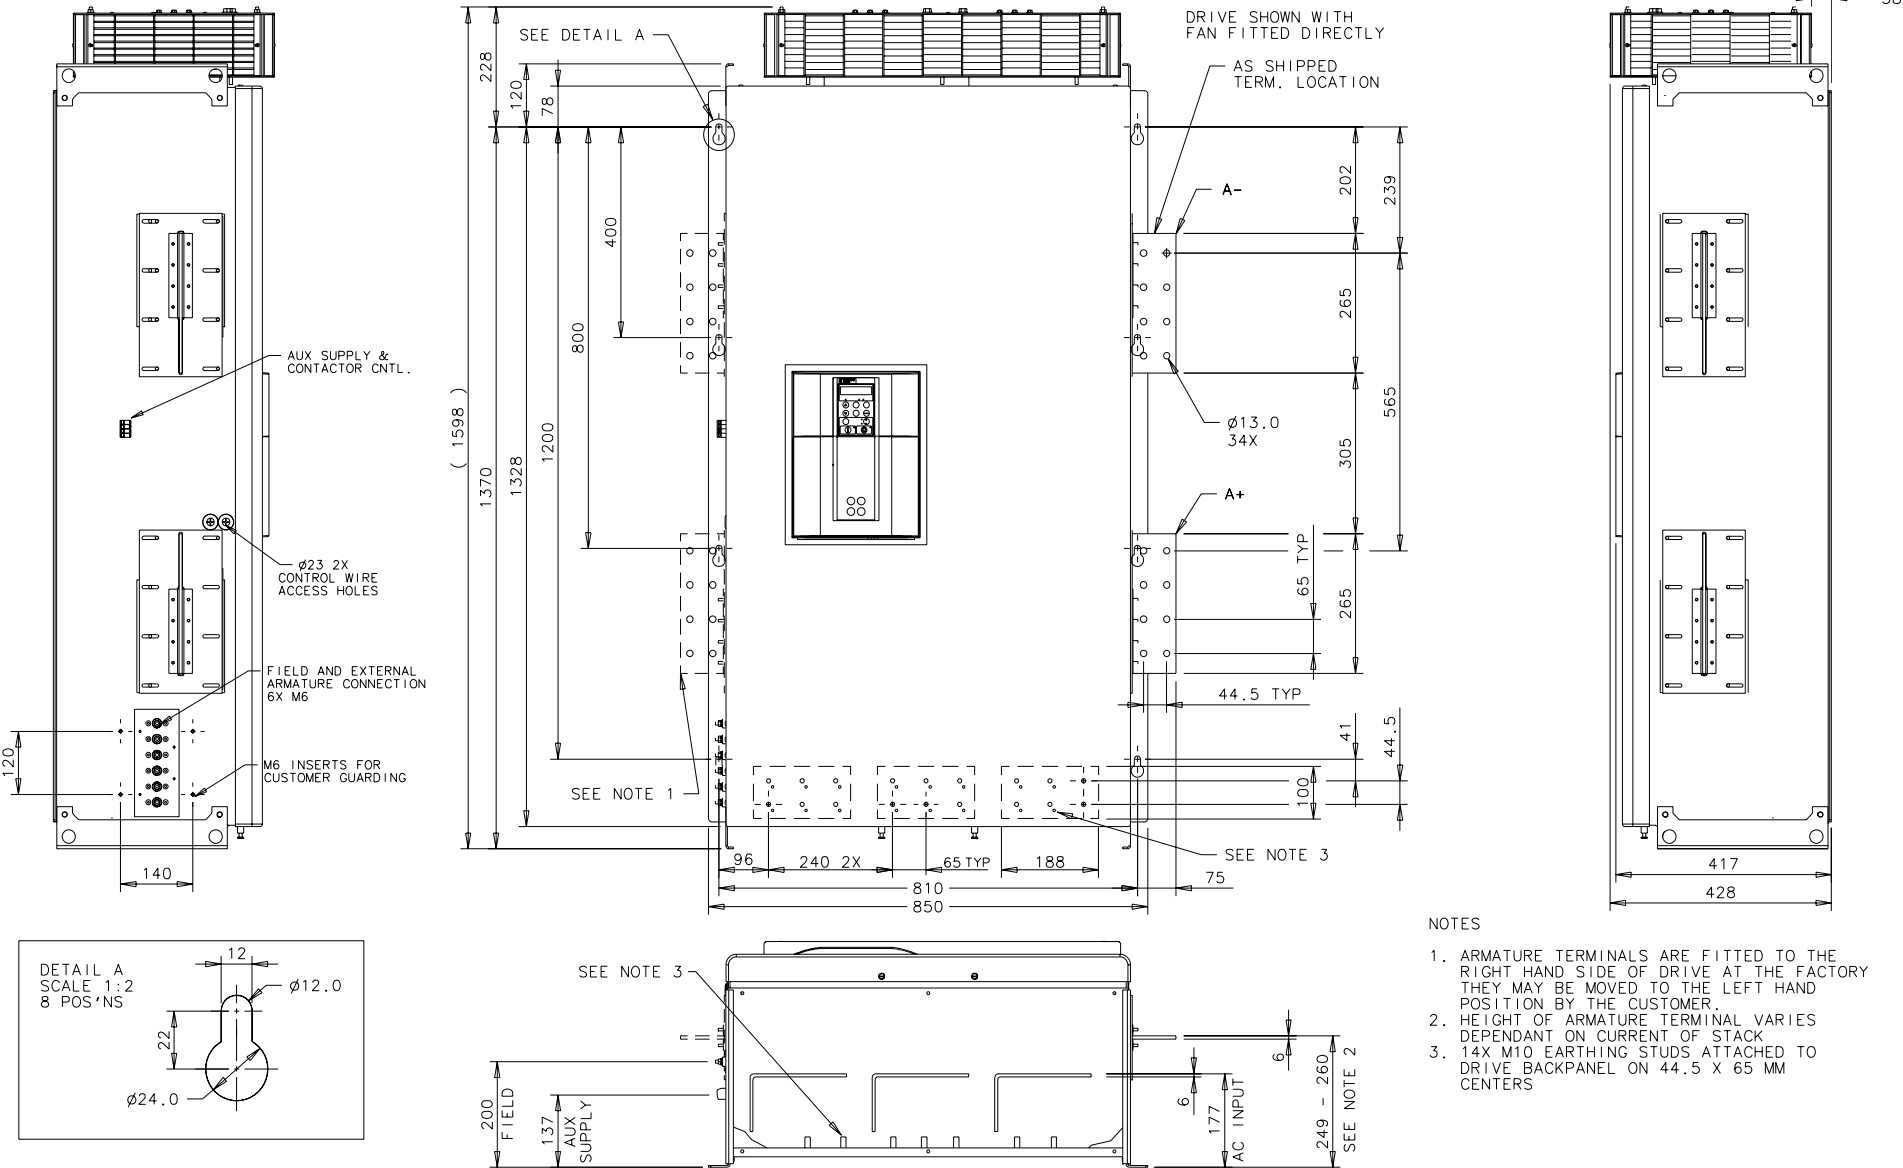 SEE DETAIL A
DRIVE SHOWN WITH
FAN FITTED DIRECTLY
AS SHIPPED
TERM. LOCATION
228
120
78
A-
202
239
400
800
265
565
AUX SUPPLY &
CONTACTOR CNTL.
( 1598 )
1370
1328
1200
ø13.0
34X
305
A+
ø23 2X
CONTROL WIRE
ACCESS HOLES
65 TYP
265
FIELD AND EXTERNAL
ARMATURE CONNECTION
6X M6
44.5 TYP
120
M6 INSERTS FOR
CUSTOMER GUARDING
SEE NOTE 1
41
44.5
100
140
96
240 2X
65 TYP
188
SEE NOTE 3
75
810
850
417
428
DETAIL A
SCALE 1:2
8 POS'NS
12
ø12.0
22
ø24.0
SEE NOTE 3
200
FIELD
137
AUX
SUPPLY
6
177
AC INPUT
6
249 - 260
SEE NOTE 2
NOTES
1. ARMATURE TERMINALS ARE FITTED TO THE
RIGHT HAND SIDE OF DRIVE AT THE FACTORY
THEY MAY BE MOVED TO THE LEFT HAND
POSITION BY THE CUSTOMER.
2. HEIGHT OF ARMATURE TERMINAL VARIES
DEPENDANT ON CURRENT OF STACK
3. 14X M10 EARTHING STUDS ATTACHED TO
DRIVE BACKPANEL ON 44.5 X 65 MM
CENTERS